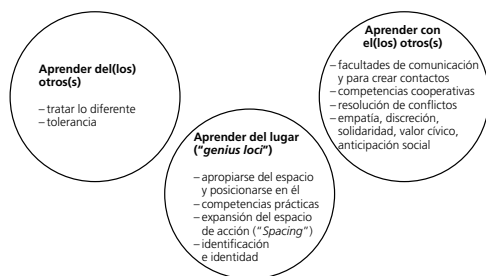 Aprender del(los)
otros(s)
– tratar lo diferente
– tolerancia
Aprender del lugar
(“genius loci”)
– apropiarse del espacio
y posicionarse en él
– competencias prácticas
– expansión del espacio
de acción (“Spacing”)
– identificación
e identidad
Aprender con
el(los) otros(s)
– facultades de comunicación
y para crear contactos
– competencias cooperativas
– resolución de conflictos
– empatía, discreción,
solidaridad, valor cívico,
anticipación social